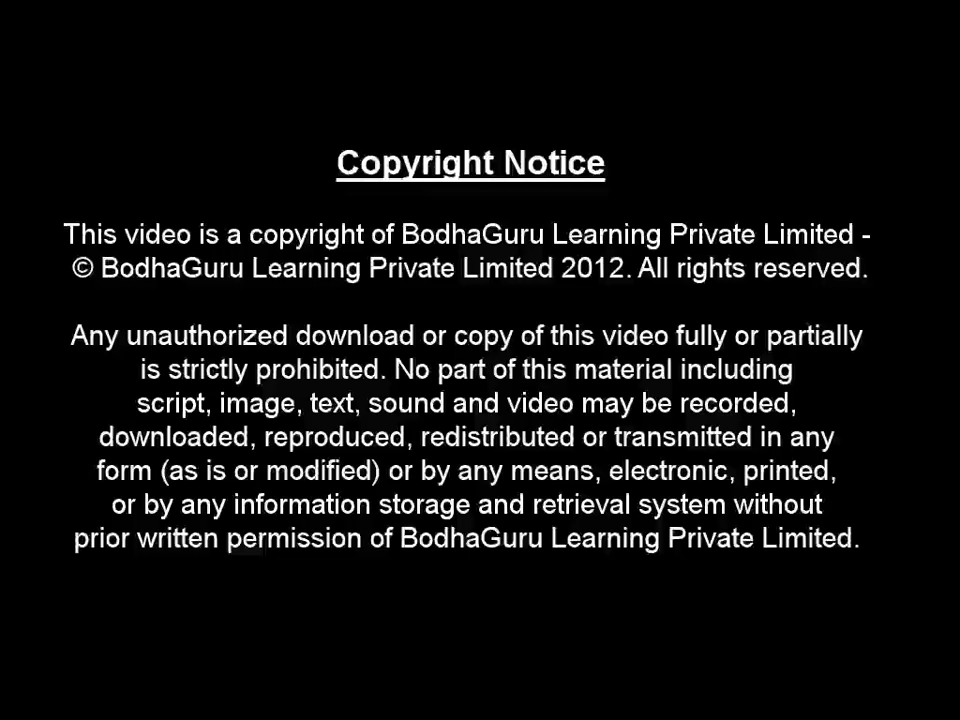 Copyright Notice
This video is a copyright of BodhaGuru Learning Private Limited -
© BodhaGuru Learning Private Limited 2012. All rights reserved.
Any unauthorized download or copy of this video fully or partially
is strictly prohibited. No part of this material including
script, image, text, sound and video may be recorded,
downloaded, reproduced, redistributed or transmitted in any
form (as is or modified) or by any means, electronic, printed,
or by any information storage and retrieval system without
prior written permission of BodhaGuru Learning Private Limited.